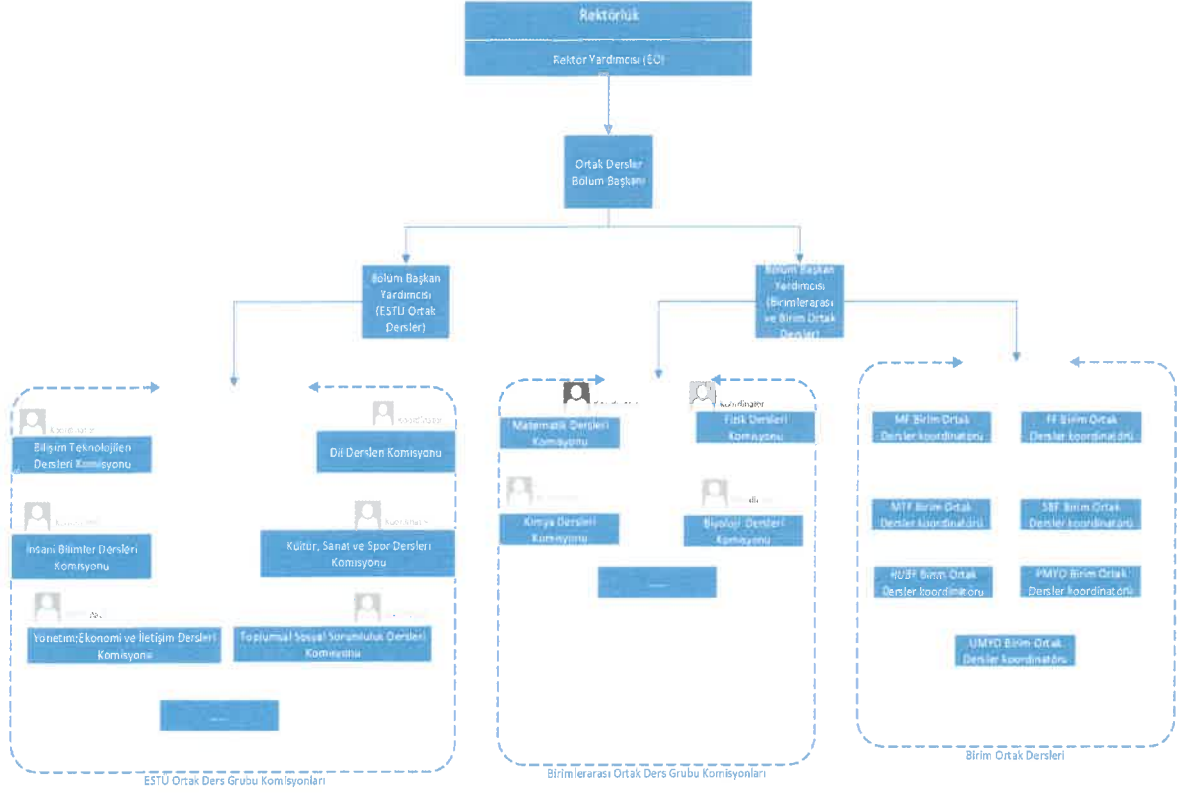 Rektörlük
Rektör Yardımcısı (EÖ)
Ortak Dersler
Bölüm Başkanı
Bölüm Başkan
Yardımcısı
(ESTÜ Ortak
Dersler)
Bölüm Başkan
Yardımcısı
(Birimlerarası
ve Birim Ortak
Dersler)
koordinatör
Bilişim Teknolojileri
Dersleri Komisyonu
koordinatör
Dil Dersleri Komisyonu
İnsani Bilimler Dersleri
Komisyonu
koordinatör
Kültür, Sanat ve Spor Dersleri
Komisyonu
Yönetim;Ekonomi ve İletişim Dersleri
Komisyonu
Toplumsal Sosyal Sorumluluk Dersleri
Komisyonu
......
ESTÜ Ortak Ders Grubu Komisyonları
Matematik Dersleri
Komisyonu
koordinatör
Fizik Dersleri
Komisyonu
Kimya Dersleri
Komisyonu
Biyoloji Dersleri
Komisyonu
......
Birimlerarası Ortak Ders Grubu Komisyonları
MF Birim Ortak
Dersler koordinatörü
FF Birim Ortak
Dersler koordinatörü
MTF Birim Ortak
Dersler koordinatörü
SBF Birim Ortak
Dersler koordinatörü
HUBF Birim Ortak
Dersler koordinatörü
PMYO Birim Ortak
Dersler koordinatörü
UMYO Birim Ortak
Dersler koordinatörü
Birim Ortak Dersleri